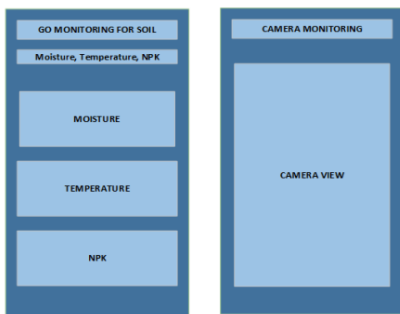 GO MONITORING FOR SOIL
Moisture, Temperature, NPK
MOISTURE
TEMPERATURE
NPK
CAMERA MONITORING
CAMERA VIEW